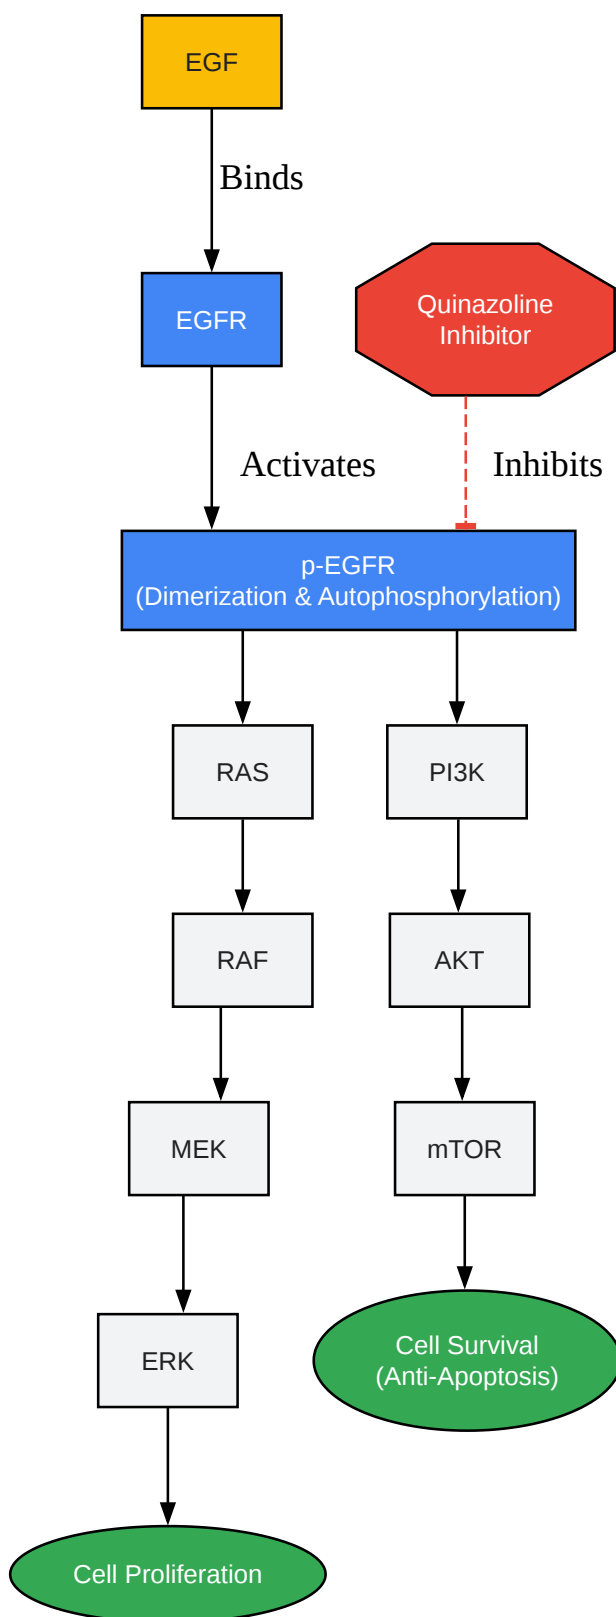 EGF
Binds
EGFR
Quinazoline
Inhibitor
Activates
Inhibits
p-EGFR
(Dimerization & Autophosphorylation)
RAS
PI3K
RAF
AKT
MEK
mTOR
ERK
Cell Survival
(Anti-Apoptosis)
Cell Proliferation